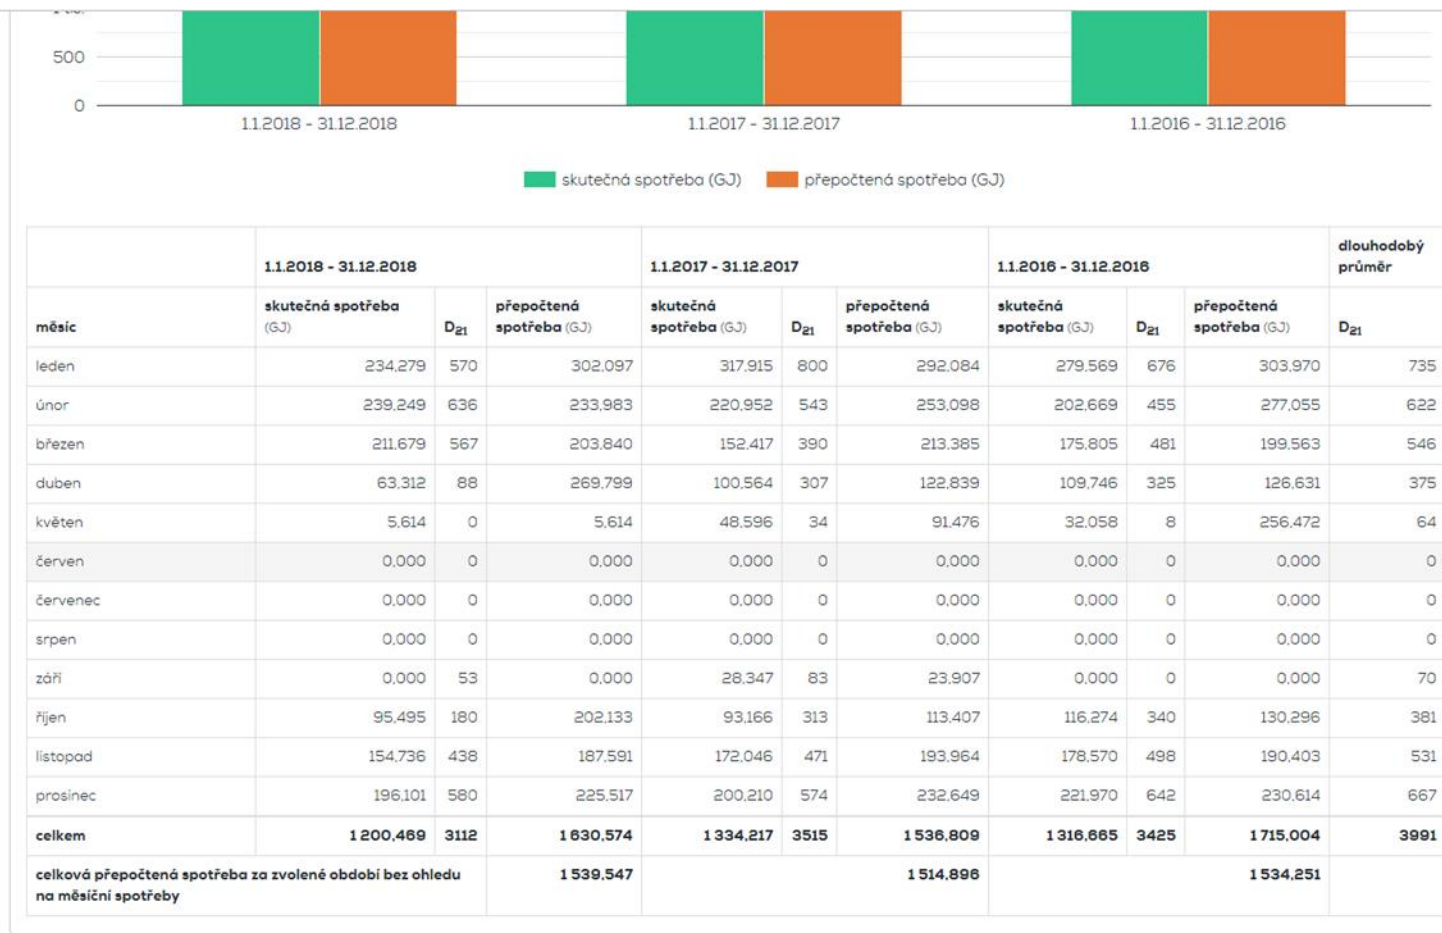 500
0
1.1.2018 - 31.12.2018 1.1.2017 - 31.12.2017 1.1.2016 - 31.12.2016
skutečná spotřeba (GJ) přepočtená spotřeba (GJ)
1.1.2018 - 31.12.2018 1.1.2017 - 31.12.2017 1.1.2016 - 31.12.2016 dlouhodobý průměr
měsíc skutečná spotřeba (GJ) D21 přepočtená spotřeba (GJ) skutečná spotřeba (GJ) D21 přepočtená spotřeba (GJ) skutečná spotřeba (GJ) D21 přepočtená spotřeba (GJ) D21
leden 234,279 570 302,097 317,915 800 292,084 279,569 676 303,970 735
únor 239,249 636 233,983 220,952 543 253,098 202,669 455 277,055 622
březen 211,679 567 203,840 152,417 390 213,385 175,805 481 199,563 546
duben 63,312 88 269,799 100,564 307 122,839 109,746 325 126,631 375
květen 5,614 0 5,614 48,596 34 91,476 32,058 8 256,472 64
červen 0,000 0 0,000 0,000 0 0,000 0,000 0 0,000 0
červenec 0,000 0 0,000 0,000 0 0,000 0,000 0 0,000 0
srpen 0,000 0 0,000 0,000 0 0,000 0,000 0 0,000 0
září 0,000 53 0,000 28,347 83 23,907 0,000 0 0,000 70
říjen 95,495 180 202,133 93,166 313 113,407 116,274 340 130,296 381
listopad 154,736 438 187,591 172,046 471 193,964 178,570 498 190,403 531
prosinec 196,101 580 225,517 200,210 574 232,649 221,970 642 230,614 667
celkem 1 200,469 3112 1 630,574 1 334,217 3515 1 536,809 1 316,665 3425 1 715,004 3991
celková přepočtená spotřeba za zvolené období bez ohledu 1 539,547 1 514,896 1 534,251
na měsíční spotřeby